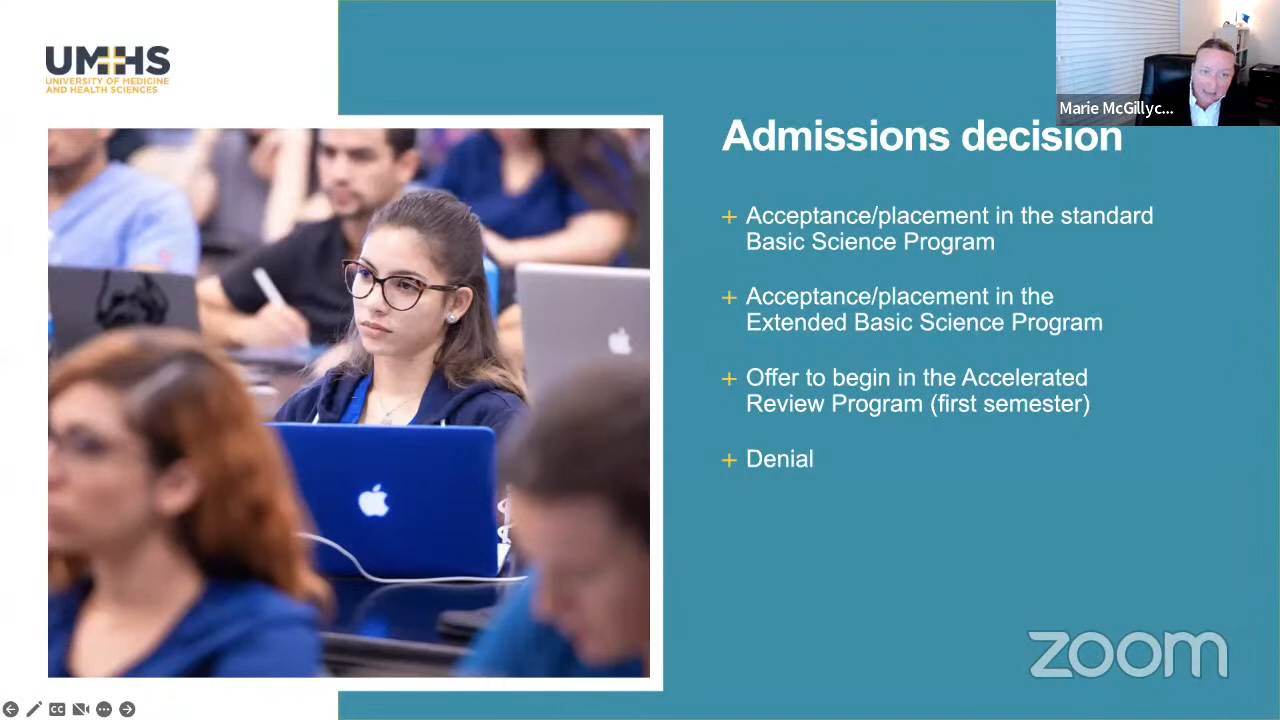 UMHS
UNIVERSITY OF MEDICINE
AND HEALTH SCIENCES
Marie McGillyc...
Admissions decision
+ Acceptance/placement in the standard
Basic Science Program
+ Acceptance/placement in the
Extended Basic Science Program
+ Offer to begin in the Accelerated
Review Program (first semester)
+ Denial
zoom
CC